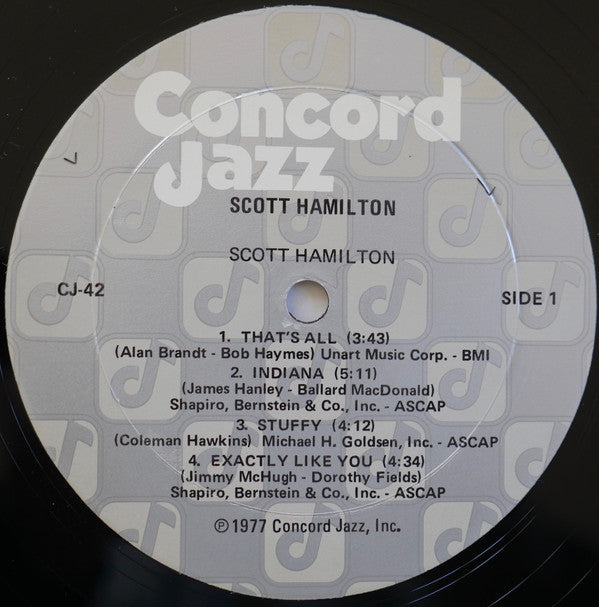 Concord
Jazz
SCOTT HAMILTON
SCOTT HAMILTON
CJ-42
SIDE 1
1. THAT'S ALL (3:43)
(Alan Brandt - Bob Haymes) Unart Music Corp. - BMI
2. INDIANA (5:11)
(James Hanley - Ballard MacDonald)
Shapiro, Bernstein & Co., Inc. - ASCAP
3. STUFFY (4:12)
(Coleman Hawkins) Michael H. Goldsen, Inc. - ASCAP
4. EXACTLY LIKE YOU (4:34)
(Jimmy McHugh - Dorothy Fields)
Shapiro, Bernstein & Co., Inc. - ASCAP
℗1977 Concord Jazz, Inc.